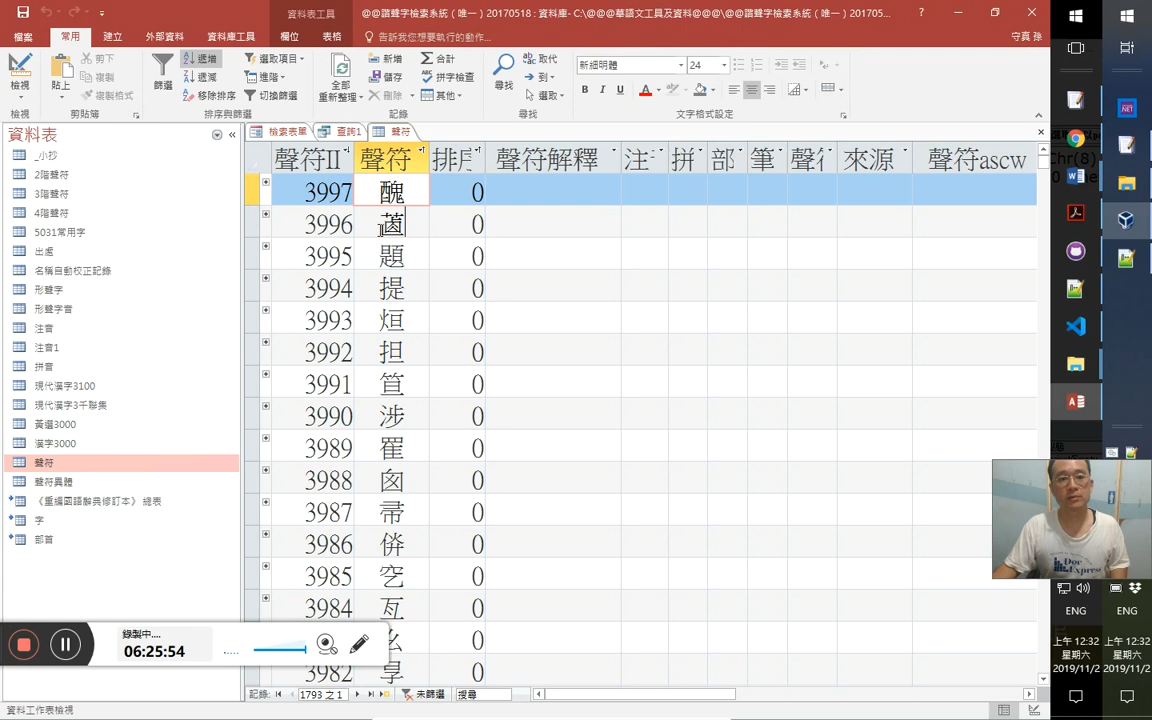 資料表工具
@@諧聲字檢索系統（唯一）20170518 : 資料庫- C:\@@@華語文工具及資料@@@\@@諧聲字檢索系統（唯一）201705...
檔案 常用 建立 外部資料 資料庫工具 欄位 表格 告訴我您想要執行的動作... 守真 孫
檢視 貼上 剪下 複製 複製格式 篩選 遞增 遞減 移除排序 選取項目 進階 切換篩選 全部重新整理 新增 儲存 刪除 合計 拼字檢查 其他 尋找 取代 到 選取 新細明體 24
B I U A
檢視 剪貼簿 排序與篩選 記錄 尋找 文字格式設定
資料表
_小抄
2階聲符
3階聲符
4階聲符
5031常用字
出處
名稱自動校正記錄
形聲字
形聲字音
注音
注音1
拼音
現代漢字3100
現代漢字3千聯集
黃選3000
漢字3000
聲符
聲符異體
《重編國語辭典修訂本》 總表
字
部首
檢索表單 查詢1 聲符
聲符II 聲符 聲符解釋 來源 聲符ascw
3997 醜 0
3996 0
3995 題 0
3994 提 0
3993 烜 0
3992 担 0
3991 笪 0
3990 涉 0
3989 0
3988 囪 0
3987 帚 0
3986 0
3985 0
3984 亙 0
3982
錄製中....
06:25:54
記錄: 1793 之 1 未篩選 搜尋
資料工作表檢視
Chr(8)
ENG
上午 12:32
星期六
2019/11/2
ENG
上午 12:32
星期六
2019/11/2
Doc
Express